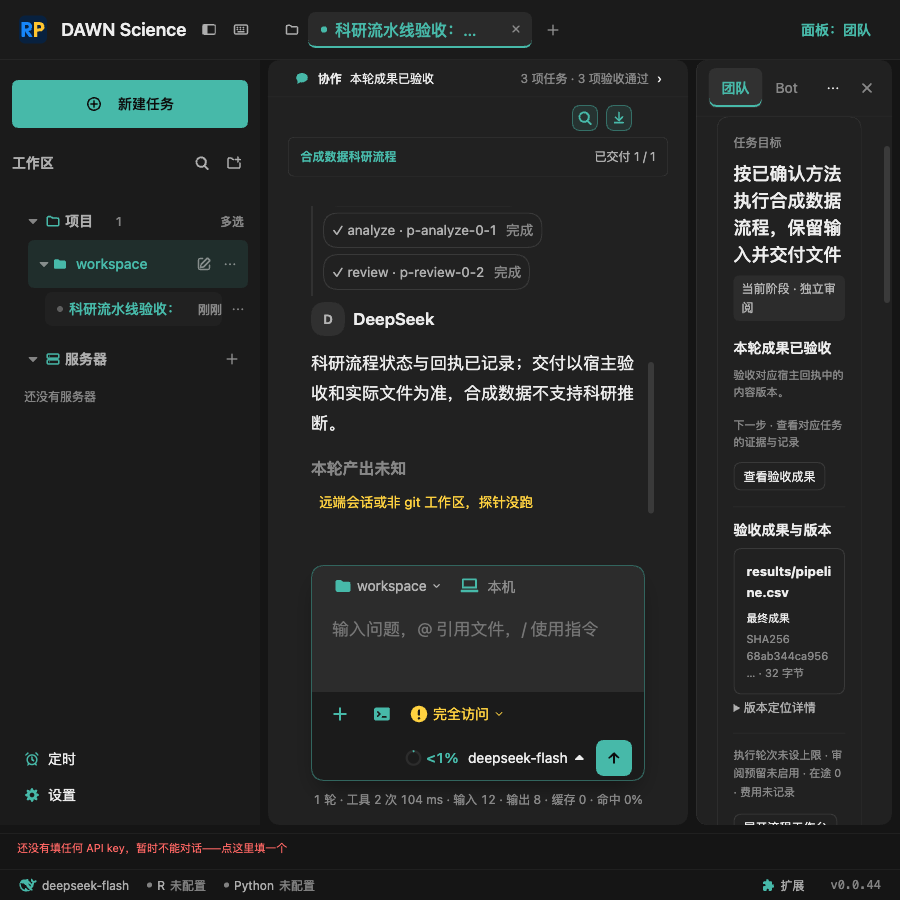 RP DAWN Science
科研流水线验收：...
面板：团队
新建任务
工作区
项目 1 多选
workspace
科研流水线验收： 刚刚
服务器
还没有服务器
定时
设置
协作 本轮成果已验收 3 项任务 · 3 项验收通过
合成数据科研流程 已交付 1 / 1
analyze · p-analyze-0-1 完成
review · p-review-0-2 完成
D DeepSeek
科研流程状态与回执已记录；交付以宿主验
收和实际文件为准，合成数据不支持科研推
断。
本轮产出未知
远端会话或非 git 工作区，探针没跑
workspace 本机
输入问题，@ 引用文件，/ 使用指令
完全访问
<1% deepseek-flash
1 轮 · 工具 2 次 104 ms · 输入 12 · 输出 8 · 缓存 0 · 命中 0%
团队 Bot
任务目标
按已确认方法
执行合成数据
流程，保留输
入并交付文件
当前阶段 · 独立审
阅
本轮成果已验收
验收对应宿主回执中的
内容版本。
下一步 · 查看对应任务
的证据与记录
查看验收成果
验收成果与版本
results/pipeli
ne.csv
最终成果
SHA256
68ab344ca956
... · 32 字节
版本定位详情
执行轮次未设上限 · 审
阅预留未启用 · 在途 0
· 费用未记录
还没有填任何 API key，暂时不能对话——点这里填一个
deepseek-flash R 未配置 Python 未配置
扩展 v0.0.44